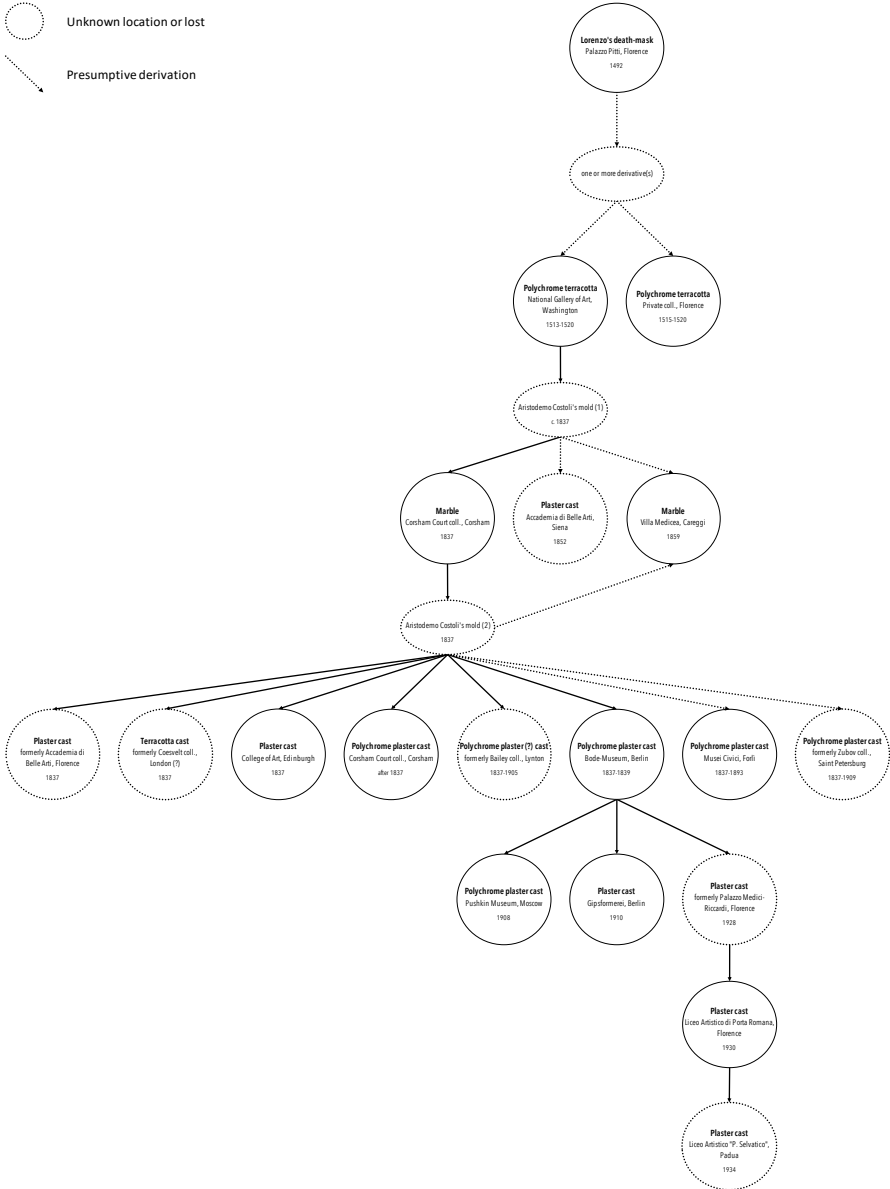 Unknown location or lost
Presumptive derivation
Lorenzo's death-mask
Palazzo Pitti, Florence
1492
one or more derivative(s)
Polychrome terracotta
National Gallery of Art,
Washington
1513-1520
Polychrome terracotta
Private coll., Florence
1515-1520
Aristodemo Costoli's mold (1)
c. 1837
Marble
Corsham Court coll., Corsham
1837
Plaster cast
Accademia di Belle Arti,
Siena
1852
Marble
Villa Medicea, Careggi
1859
Aristodemo Costoli's mold (2)
1837
Plaster cast
formerly Accademia di
Belle Arti, Florence
1837
Terracotta cast
formerly Coesvelt coll.,
London (?)
1837
Plaster cast
College of Art, Edinburgh
1837
Polychrome plaster cast
Corsham Court coll., Corsham
after 1837
Polychrome plaster (?) cast
formerly Bailey coll., Lynton
1837-1905
Polychrome plaster cast
Bode-Museum, Berlin
1837-1839
Polychrome plaster cast
Musei Civici, Forlì
1837-1893
Polychrome plaster cast
formerly Zubov coll.,
Saint Petersburg
1837-1909
Polychrome plaster cast
Pushkin Museum, Moscow
1908
Plaster cast
Gipsformerei, Berlin
1910
Plaster cast
formerly Palazzo Medici-
Riccardi, Florence
1928
Plaster cast
Liceo Artistico di Porta Romana,
Florence
1930
Plaster cast
Liceo Artistico "P. Selvatico",
Padua
1934